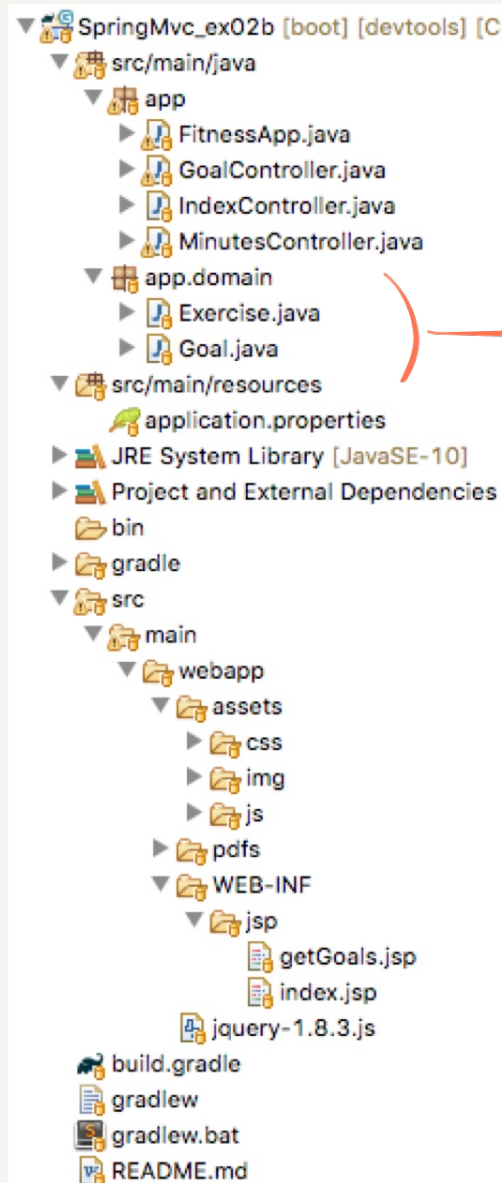 SpringMvc_ex02b [boot] [devtools] [C
src/main/java
app
FitnessApp.java
GoalController.java
IndexController.java
MinutesController.java
app.domain
Exercise.java
Goal.java
src/main/resources
application.properties
JRE System Library [JavaSE-10]
Project and External Dependencies
bin
gradle
src
main
webapp
assets
css
img
js
pdfs
WEB-INF
jsp
getGoals.jsp
index.jsp
jquery-1.8.3.js
build.gradle
gradlew
gradlew.bat
README.md